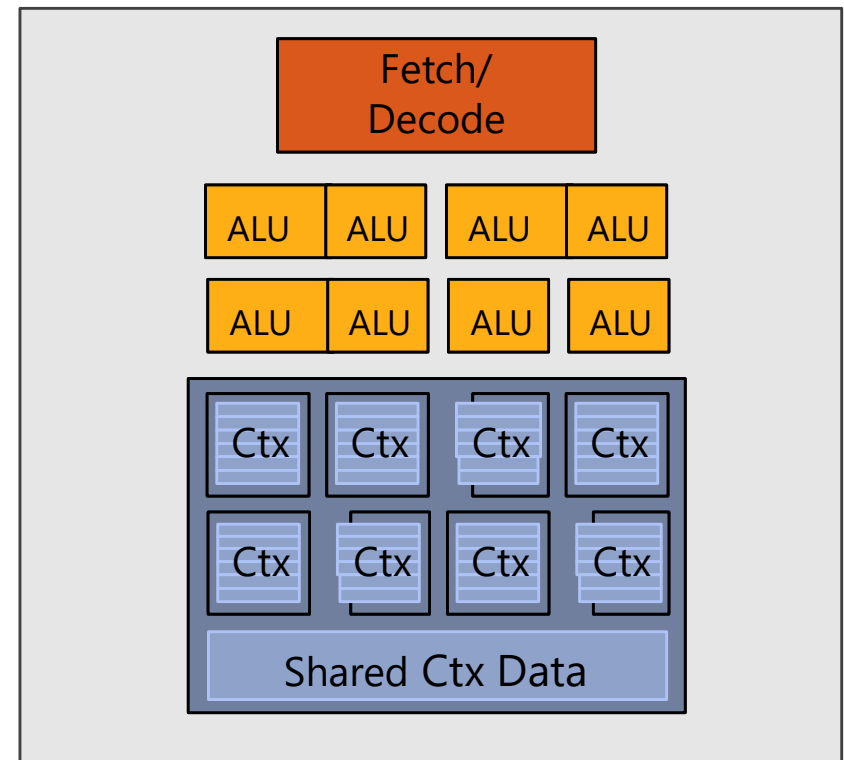 Fetch/
Decode
ALU ALU ALU ALU
ALU ALU ALU ALU
Ctx Ctx Ctx Ctx
Ctx Ctx Ctx Ctx
Shared Ctx Data